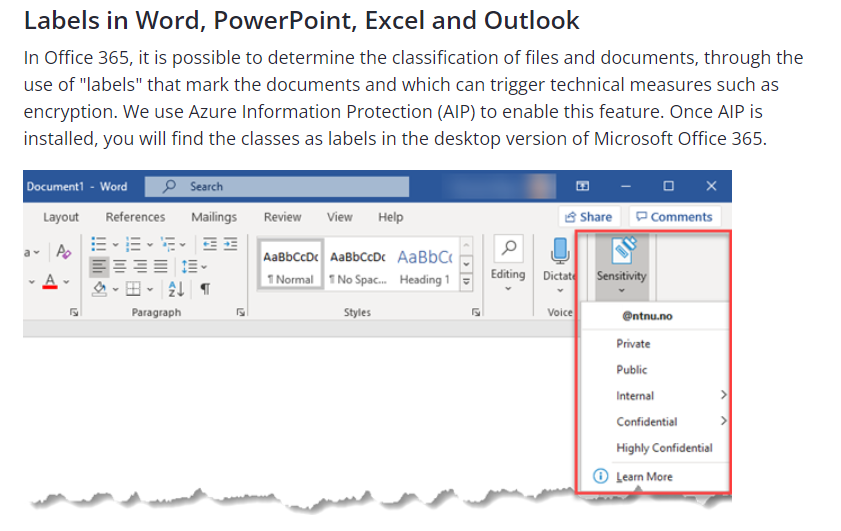 Labels in Word, PowerPoint, Excel and Outlook
In Office 365, it is possible to determine the classification of files and documents, through the
use of "labels" that mark the documents and which can trigger technical measures such as
encryption. We use Azure Information Protection (AIP) to enable this feature. Once AIP is
installed, you will find the classes as labels in the desktop version of Microsoft Office 365.
Document1 - Word Search
Layout References Mailings Review View Help Share Comments
AaBbCcDc AaBbCcDc AaBbC
¶ Normal ¶ No Spac... Heading 1 Editing Dictate Sensitivity
Paragraph Styles Voice
@ntnu.no
Private
Public
Internal
Confidential
Highly Confidential
Learn More